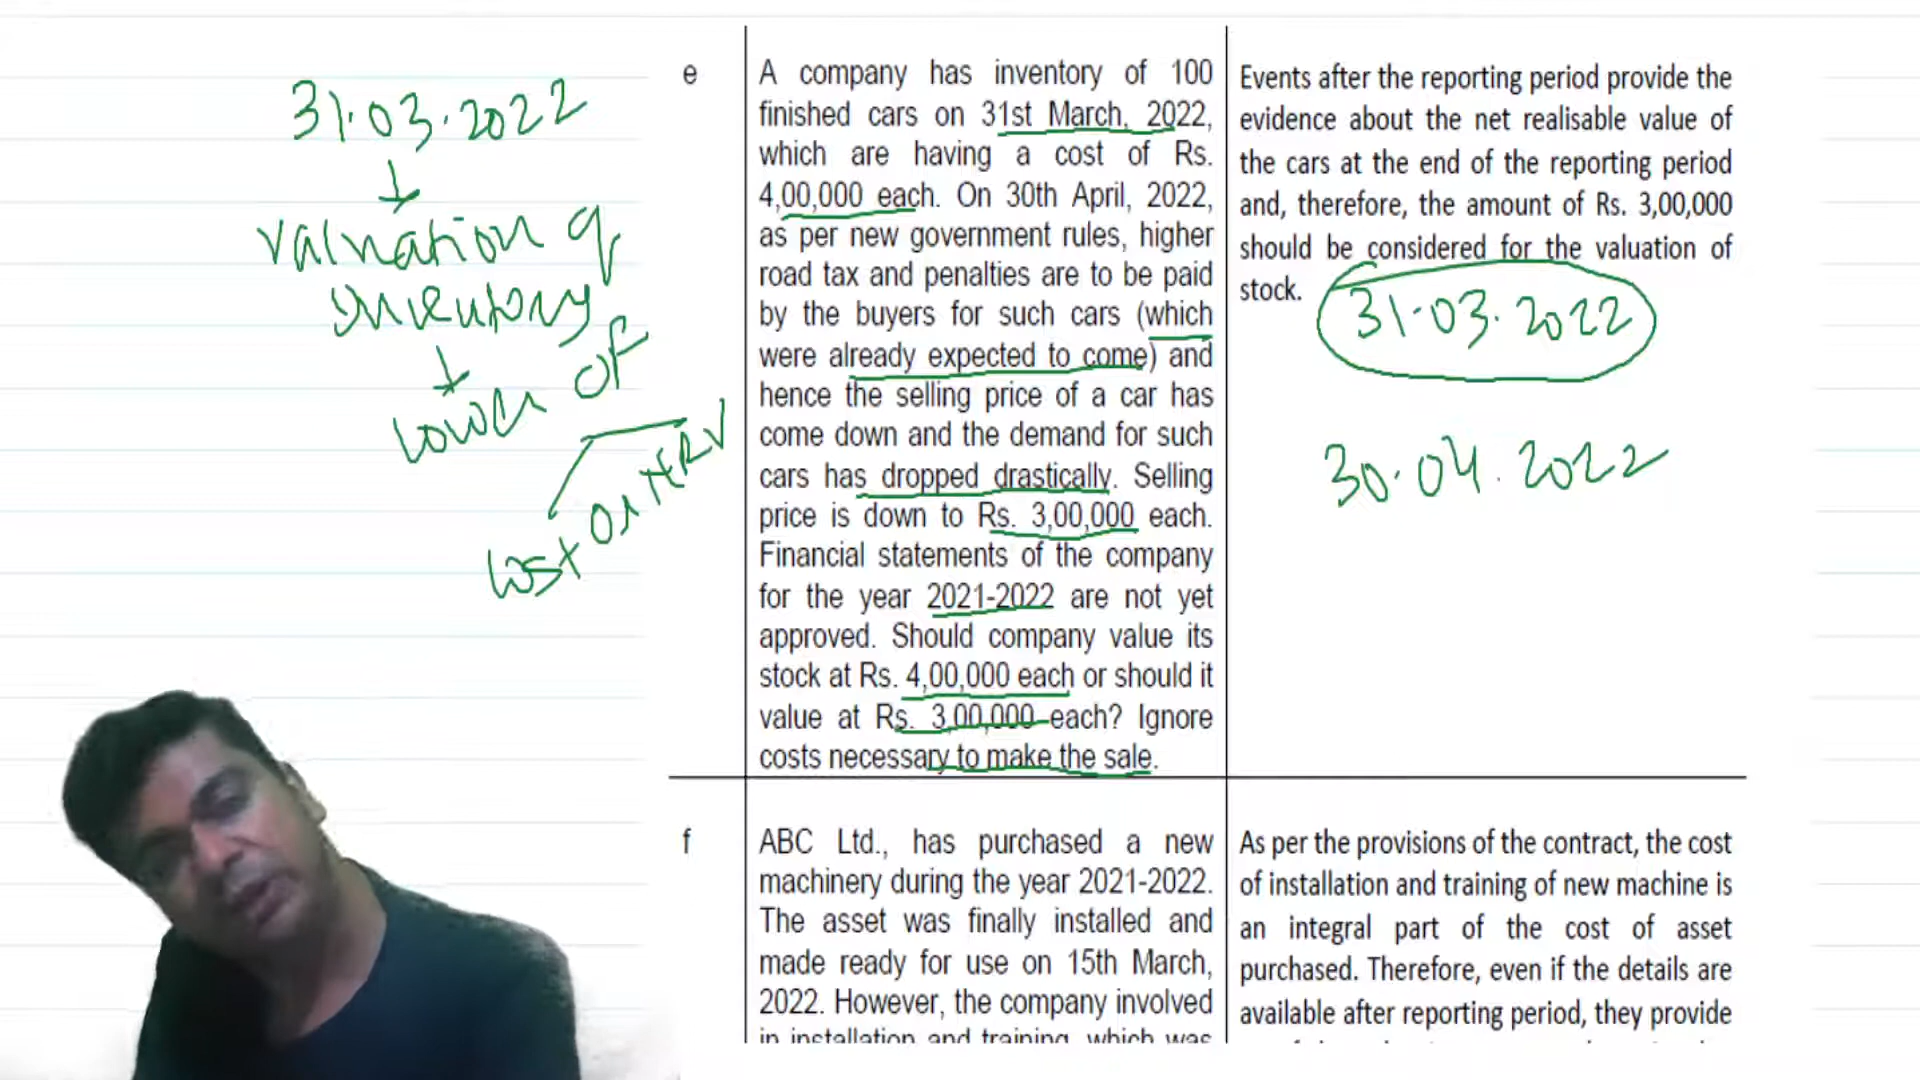 31.03.2022
valuation of
inventory
lower of
cost or NRV
e
A company has inventory of 100
finished cars on 31st March, 2022,
which are having a cost of Rs.
4,00,000 each. On 30th April, 2022,
as per new government rules, higher
road tax and penalties are to be paid
by the buyers for such cars (which
were already expected to come) and
hence the selling price of a car has
come down and the demand for such
cars has dropped drastically. Selling
price is down to Rs. 3,00,000 each.
Financial statements of the company
for the year 2021-2022 are not yet
approved. Should company value its
stock at Rs. 4,00,000 each or should it
value at Rs. 3,00,000 each? Ignore
costs necessary to make the sale.
Events after the reporting period provide the
evidence about the net realisable value of
the cars at the end of the reporting period
and, therefore, the amount of Rs. 3,00,000
should be considered for the valuation of
stock.
31.03.2022
30.04.2022
f
ABC Ltd., has purchased a new
machinery during the year 2021-2022.
The asset was finally installed and
made ready for use on 15th March,
2022. However, the company involved
in installation and training, which was
As per the provisions of the contract, the cost
of installation and training of new machine is
an integral part of the cost of asset
purchased. Therefore, even if the details are
available after reporting period, they provide